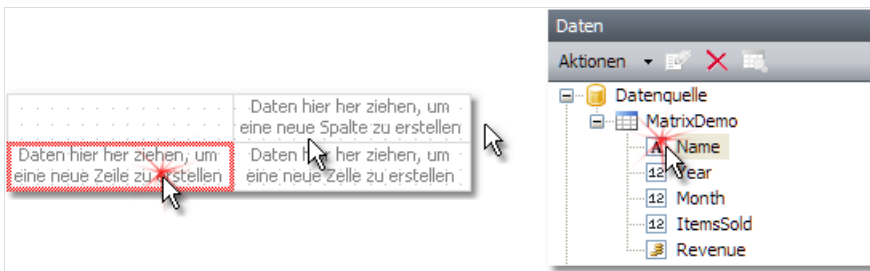 Daten hier her ziehen, um
eine neue Spalte zu erstellen
Daten hier her ziehen, um
eine neue Zeile zu erstellen
Daten hier her ziehen, um
eine neue Zelle zu erstellen
Daten
Aktionen
Datenquelle
MatrixDemo
A Name
12 Year
12 Month
12 ItemsSold
Revenue